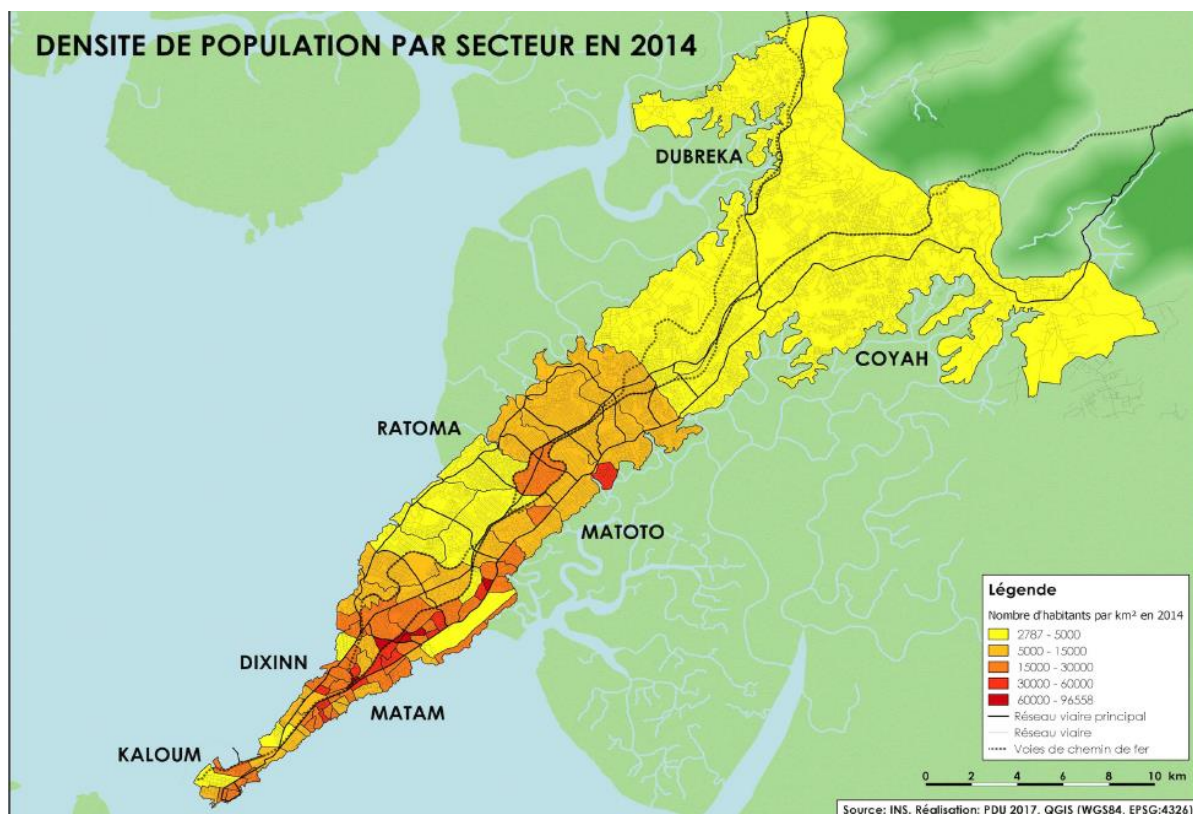 DENSITE DE POPULATION PAR SECTEUR EN 2014
DUBREKA
COYAH
RATOMA
MATOTO
DIXINN
MATAM
KALOUM
Légende
Nombre d'habitants par km² en 2014
2787 - 5000
5000 - 15000
15000 - 30000
30000 - 60000
60000 - 96558
Réseau viaire principal
Réseau viaire
Voies de chemin de fer
0 2 4 6 8 10 km
Source: INS. Réalisation: PDU 2017, QGIS (WGS84, EPSG:4326)